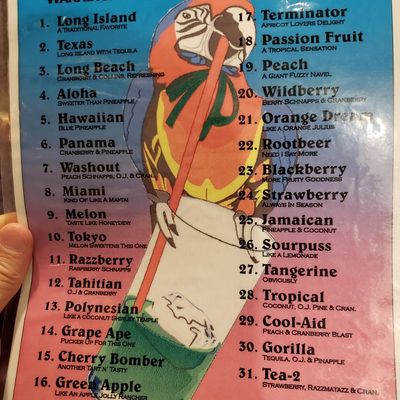 1. Long Island
A TRADITIONAL FAVORITE
2. Texas
LONG ISLAND WITH TEQUILA
3. Long Beach
CRANBERRY & COLLINS, REFRESHING
4. Aloha
SWEETER THAN PINEAPPLE
5. Hawaiian
BLUE PINEAPPLE
6. Panama
CRANBERRY & PINEAPPLE
7. Washout
PEACH SCHNAPPS, O.J. & CRAN.
8. Miami
KIND OF LIKE A MAITAI
9. Melon
TASTE LIKE HONEYDEW
10. Tokyo
MELON SWEETENS THIS ONE
11. Razzberry
RASPBERRY SCHNAPPS
12. Tahitian
O.J & CRANBERRY
13. Polynesian
LIKE A COCONUT SHIRLEY TEMPLE
14. Grape Ape
PUCKER UP FOR THIS ONE
15. Cherry Bomber
ANOTHER TART N' TASTY
16. Green Apple
LIKE AN APPLE JOLLY RANCHER
17. Terminator
APRICOT LOVERS DELIGHT
18. Passion Fruit
A TROPICAL SENSATION
19. Peach
A GIANT FUZZY NAVEL
20. Wildberry
BERRY SCHNAPPS & CRANBERRY
21. Orange Dream
LIKE A ORANGE JULIUS
22. Rootbeer
NEED I SAY MORE
23. Blackberry
MORE FRUITY GOODNESS
24. Strawberry
ALWAYS IN SEASON
25. Jamaican
PINEAPPLE & COCONUT
26. Sourpuss
LIKE A LEMONADE
27. Tangerine
OBVIOUSLY
28. Tropical
COCONUT, O.J. PINE & CRAN.
29. Cool-Aid
PEACH & CRANBERRY BLAST
30. Gorilla
TEQUILA, O.J. & PINAPPLE
31. Tea-2
STRAWBERRY, RAZZMATAZZ & CRAN.